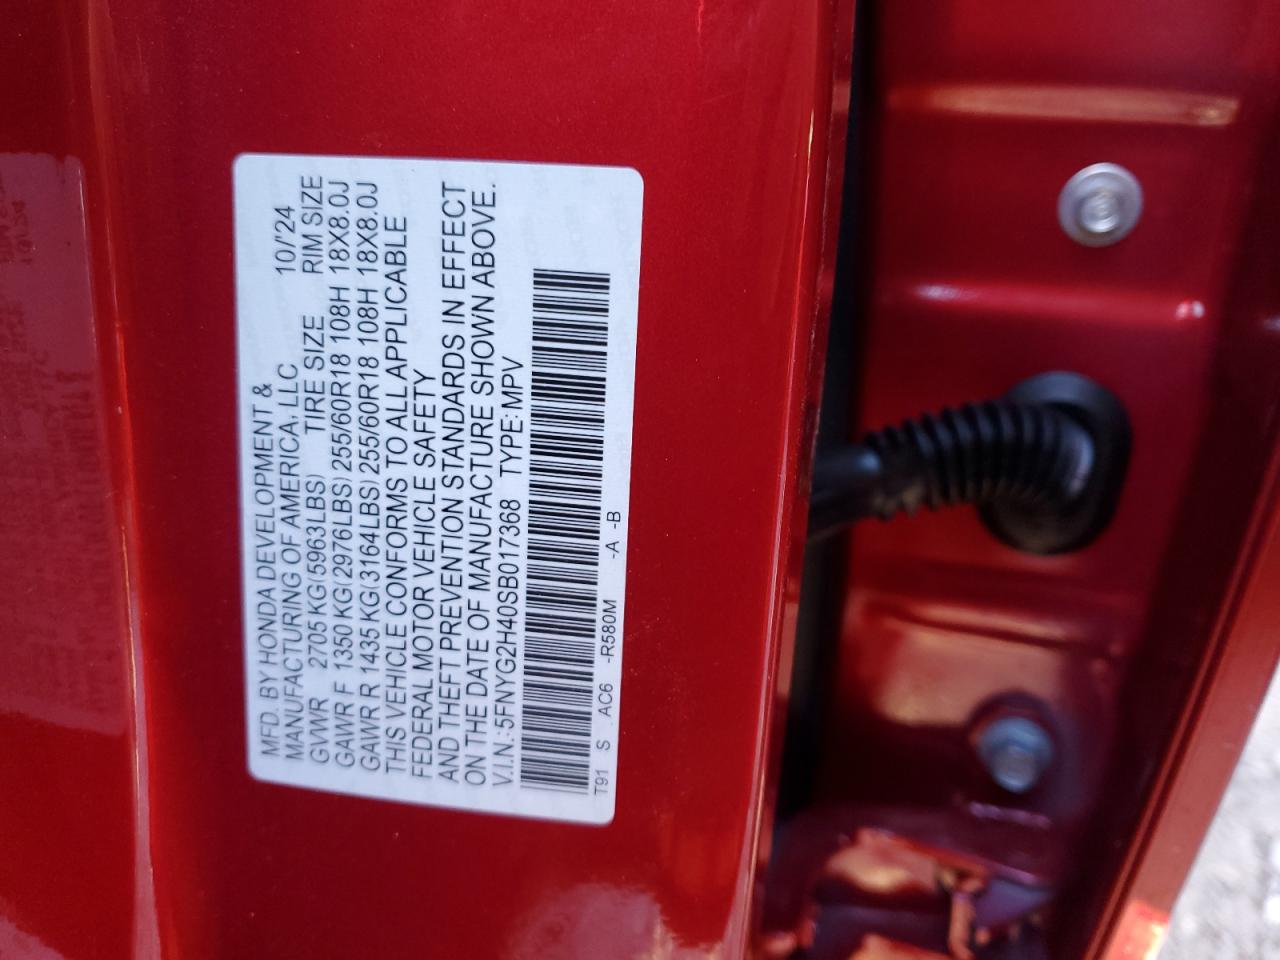 MFD. BY HONDA DEVELOPMENT &
MANUFACTURING OF AMERICA, LLC 10/'24
GVWR 2705 KG(5963LBS) TIRE SIZE RIM SIZE
GAWR F 1350 KG(2976LBS) 255/60R18 108H 18X8.0J
GAWR R 1435 KG(3164LBS) 255/60R18 108H 18X8.0J
THIS VEHICLE CONFORMS TO ALL APPLICABLE
FEDERAL MOTOR VEHICLE SAFETY
AND THEFT PREVENTION STANDARDS IN EFFECT
ON THE DATE OF MANUFACTURE SHOWN ABOVE.
V.I.N.:5FNYG2H40SB017368 TYPE: MPV
T91 S . AC6 -R580M -A -B